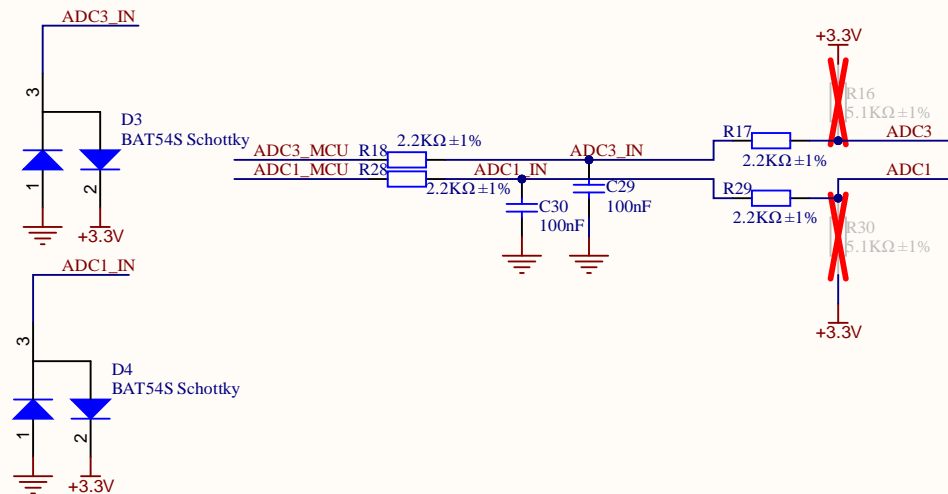 ADC3_IN
3
D3
BAT54S Schottky
1
2
+3.3V
ADC1_IN
3
D4
BAT54S Schottky
1
2
+3.3V
ADC3_MCU
R18
2.2KΩ±1%
ADC3_IN
ADC1_MCU
R28
2.2KΩ±1%
ADC1_IN
C29
100nF
C30
100nF
+3.3V
R16
5.1KΩ±1%
R17
2.2KΩ±1%
ADC3
ADC1
R29
2.2KΩ±1%
R30
5.1KΩ±1%
+3.3V